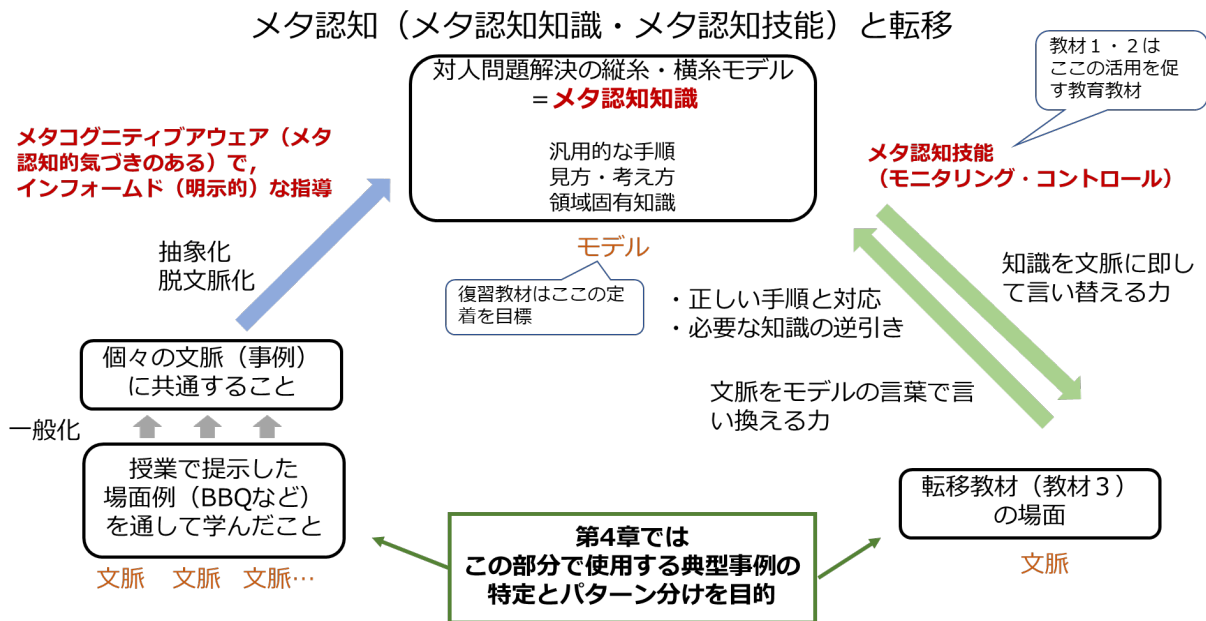 メタ認知（メタ認知知識・メタ認知技能）と転移
対人問題解決の縦糸・横糸モデル
＝メタ認知知識
汎用的な手順
見方・考え方
領域固有知識
教材１・２は
ここの活用を促
す教育教材
メタコグニティブアウェア（メタ
認知的気づきのある）で，
インフォームド（明示的）な指導
メタ認知技能
（モニタリング・コントロール）
抽象化
脱文脈化
モデル
復習教材はここの定
着を目標
・正しい手順と対応
・必要な知識の逆引き
知識を文脈に即し
て言い替える力
個々の文脈（事例）
に共通すること
文脈をモデルの言葉で言
い換える力
一般化
授業で提示した
場面例（BBQなど）
を通して学んだこと
文脈 文脈 文脈…
第4章では
この部分で使用する典型事例の
特定とパターン分けを目的
転移教材（教材３）
の場面
文脈